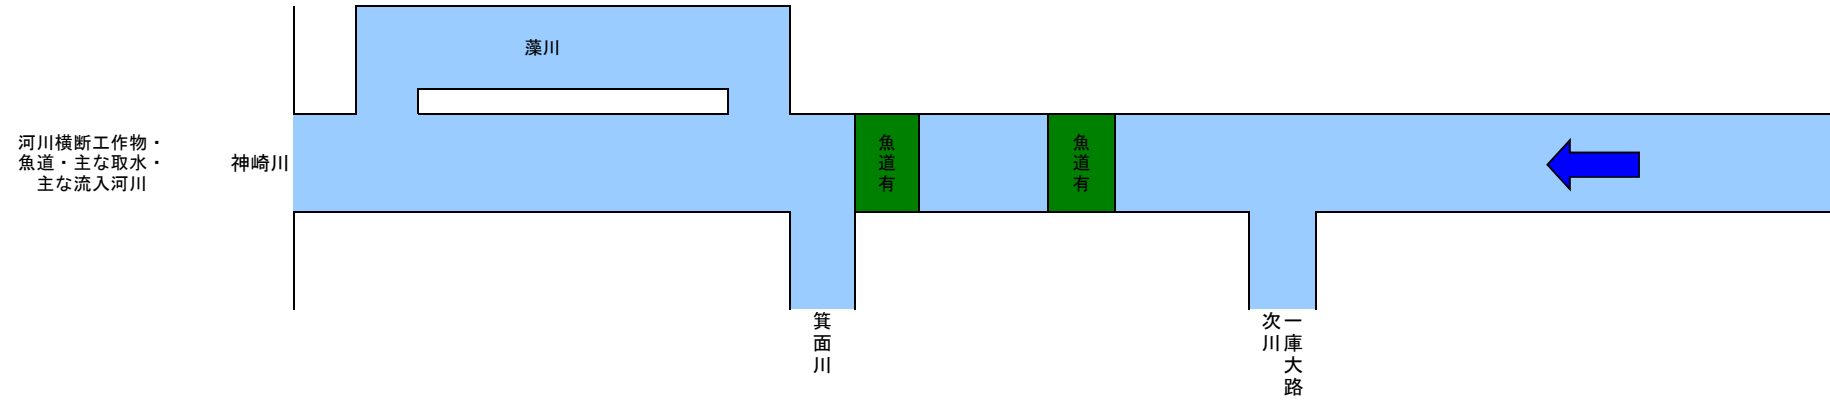 藻川
河川横断工作物・
魚道・主な取水・
主な流入河川
神崎川
魚道有
魚道有
箕面川
一庫大路
次川